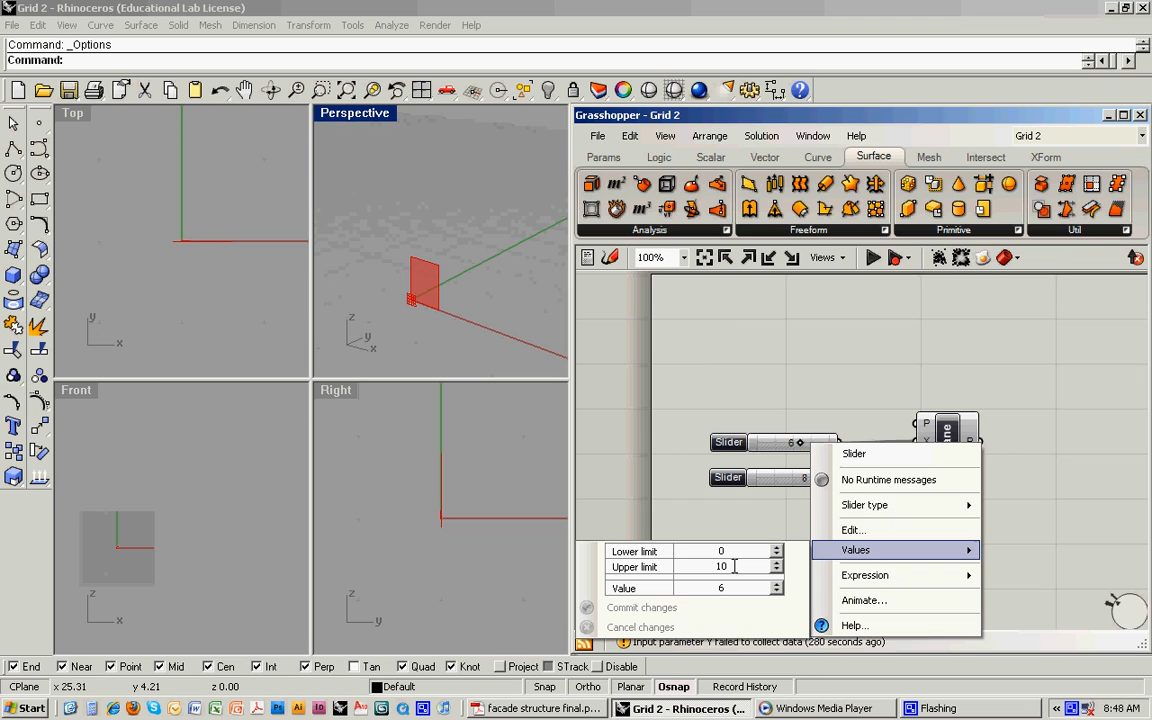 Grid 2 - Rhinoceros (Educational Lab License)
File Edit View Curve Surface Solid Mesh Dimension Transform Tools Analyze Render Help
Command: _Options
Command:
Top
Perspective
Front
Right
y
x
z
y
x
z
x
z
y
Grasshopper - Grid 2
File Edit View Arrange Solution Window Help Grid 2
Params Logic Scalar Vector Curve Surface Mesh Intersect XForm
Analysis Freeform Primitive Util
100% Views
P
X
Slider 6
Slider 8
Slider
No Runtime messages
Slider type
Edit...
Values
Expression
Animate...
Help...
Lower limit 0
Upper limit 10
Value 6
Commit changes
Cancel changes
Input parameter Y failed to collect data (280 seconds ago)
End Near Point Mid Cen Int Perp Tan Quad Knot Project STrack Disable
CPlane x 25.31 y 4.21 z 0.00 Default Snap Ortho Planar Osnap Record History
Start facade structure final.p... Grid 2 - Rhinoceros (... Windows Media Player Flashing 8:48 AM